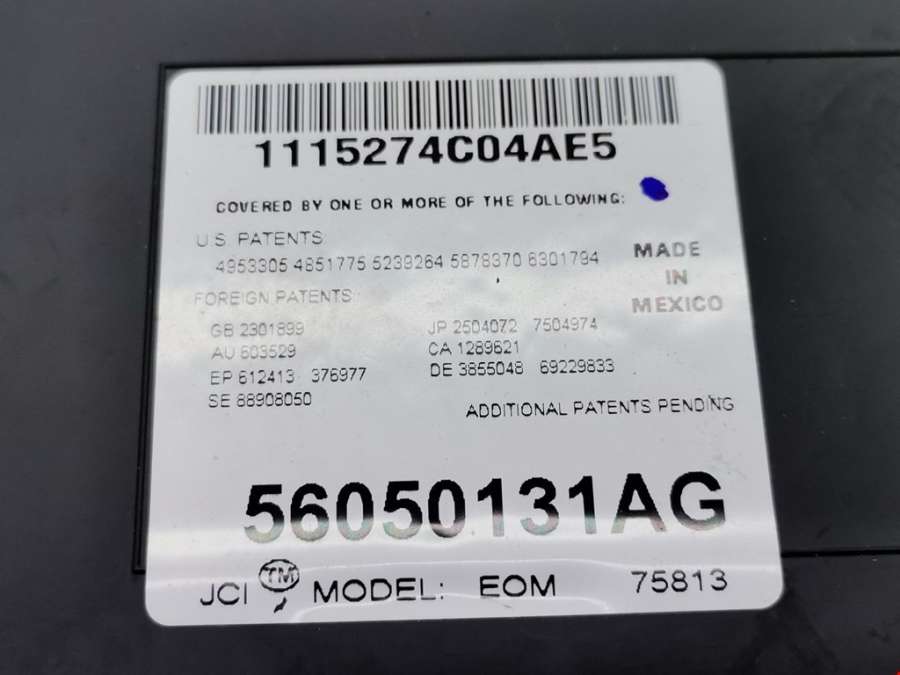 1115274C04AE5
COVERED BY ONE OR MORE OF THE FOLLOWING:
U.S. PATENTS
4953305 4851775 5239264 5878370 6301794
MADE
IN
MEXICO
FOREIGN PATENTS
GB 2301899 JP 2504072 7504974
AU 603529 CA 1289621
EP 612413 376977 DE 3855048 69229833
SE 88908050
ADDITIONAL PATENTS PENDING
56050131AG
JCI TM MODEL: EOM 75813